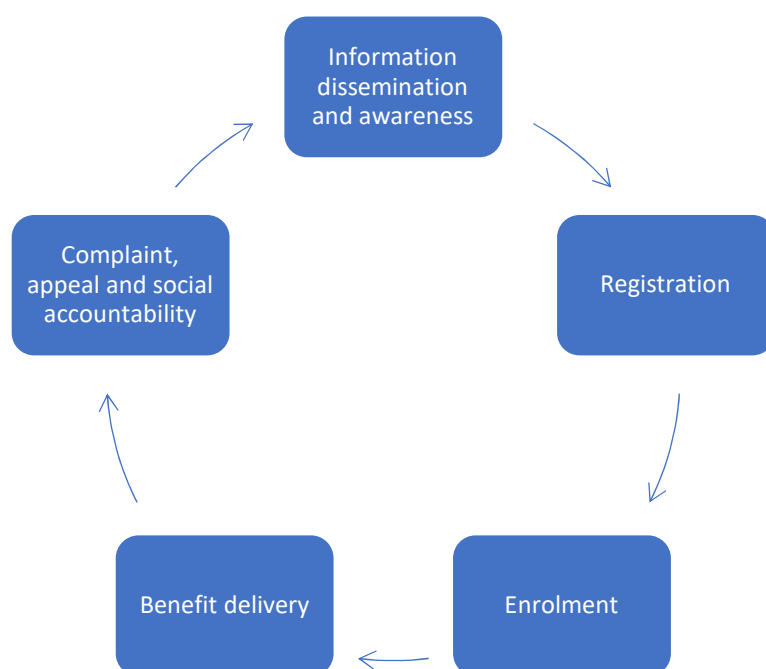 Information
dissemination
and awareness
Registration
Enrolment
Benefit delivery
Complaint,
appeal and social
accountability